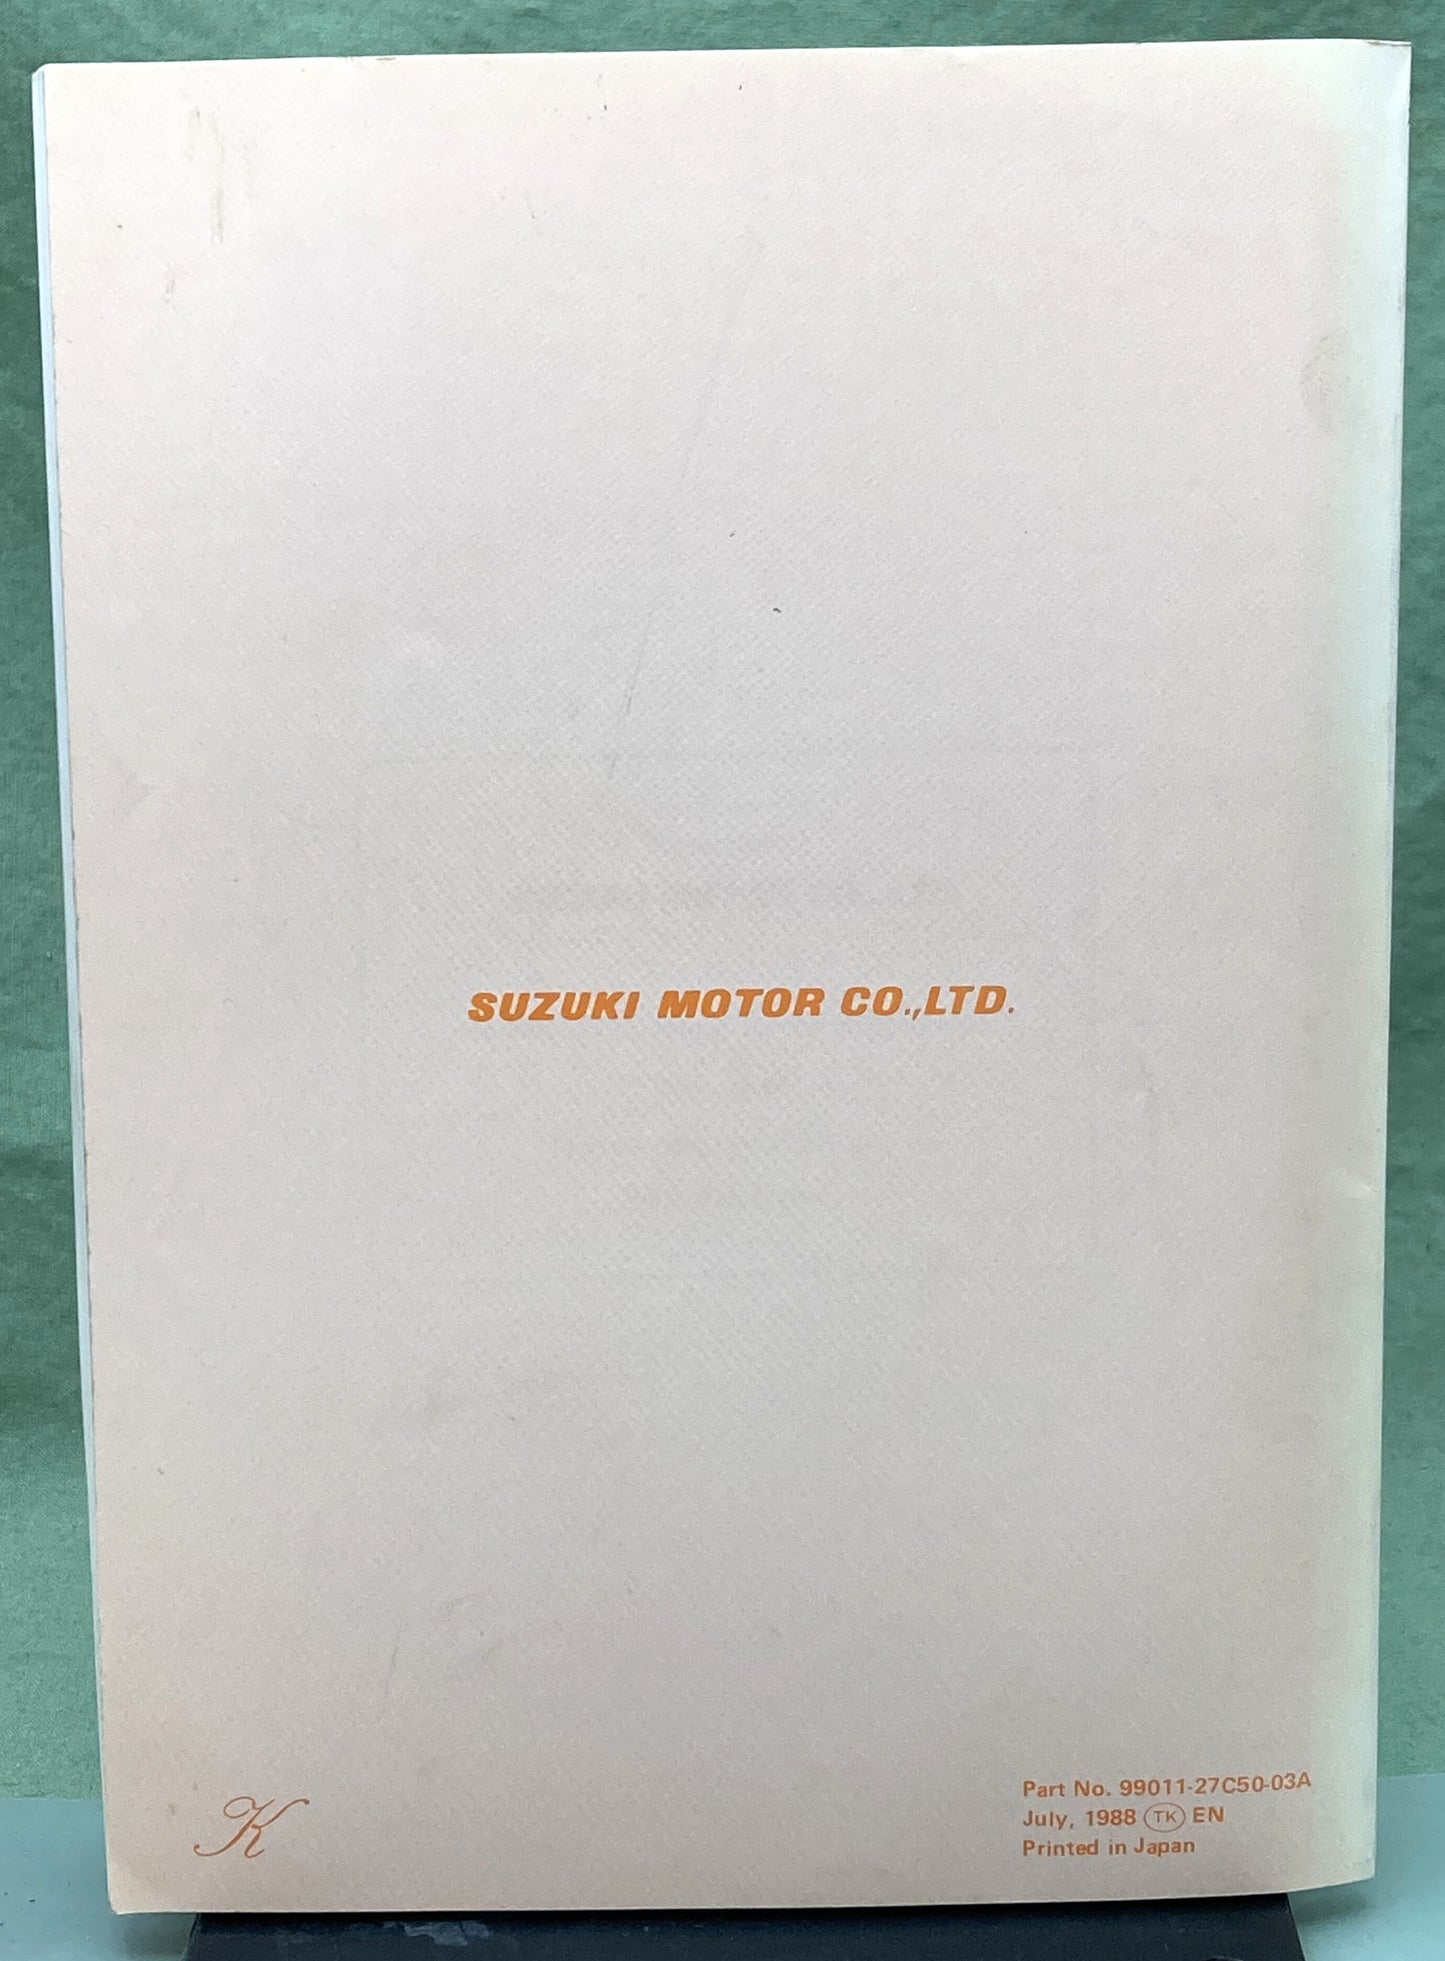 SUZUKI MOTOR CO.,LTD.
K
Part No. 99011-27C50-03A
July, 1988 TK EN
Printed in Japan